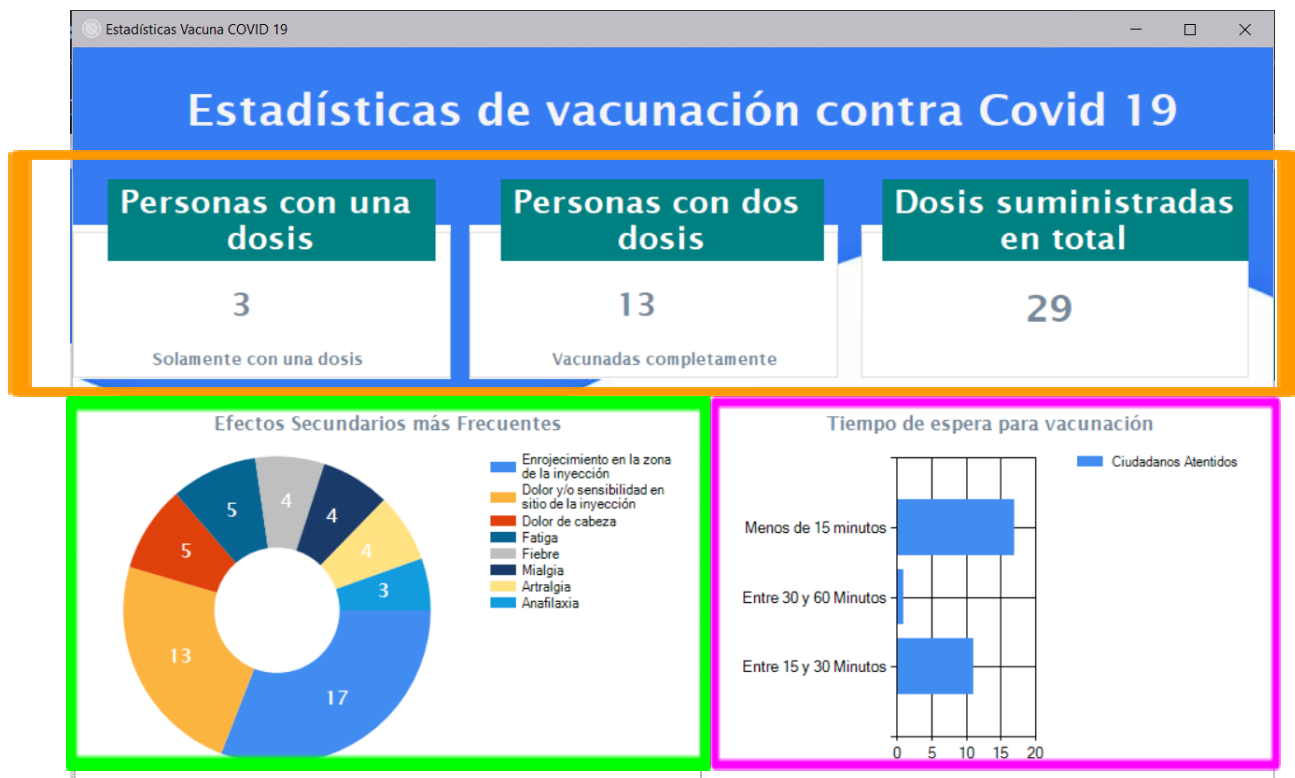 Estadísticas Vacuna COVID 19
Estadísticas de vacunación contra Covid 19
Personas con una
dosis
3
Solamente con una dosis
Personas con dos
dosis
13
Vacunadas completamente
Dosis suministradas
en total
29
Efectos Secundarios más Frecuentes
5
4
4
4
3
17
13
5
Enrojecimiento en la zona
de la inyección
Dolor y/o sensibilidad en
sitio de la inyección
Dolor de cabeza
Fatiga
Fiebre
Mialgia
Artralgia
Anafilaxia
Tiempo de espera para vacunación
Ciudadanos Atentidos
Menos de 15 minutos
Entre 30 y 60 Minutos
Entre 15 y 30 Minutos
0 5 10 15 20